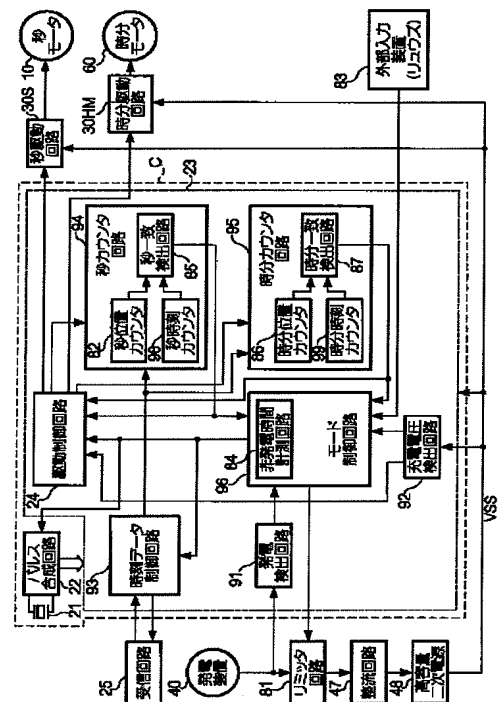 10
秒モータ
60
時分モータ
30S
秒駆動
回路
30HM
時分駆動
回路
83
外部入力
装置
(リュウズ)
C
23
94
秒カウンタ
回路
82
秒位置
カウンタ
98
秒時刻
カウンタ
85
秒一致
検出回路
95
時分カウンタ
回路
86
時分位置
カウンタ
99
時分時刻
カウンタ
87
時分一致
検出回路
24
駆動制御回路
96
モード
制御回路
84
非発電時間
計測回路
92
充電電圧
検出回路
VSS
21
22
パルス
合成回路
93
時刻データ
制御回路
91
発電
検出回路
25
受信回路
40
発電
装置
81
リミッタ
回路
47
整流回路
48
高容量
二次電源